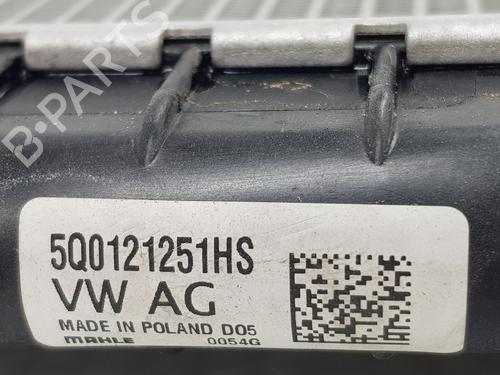 B-PARTS
5Q0121251HS
VW AG
MADE IN POLAND D05
MAHLE 0054G